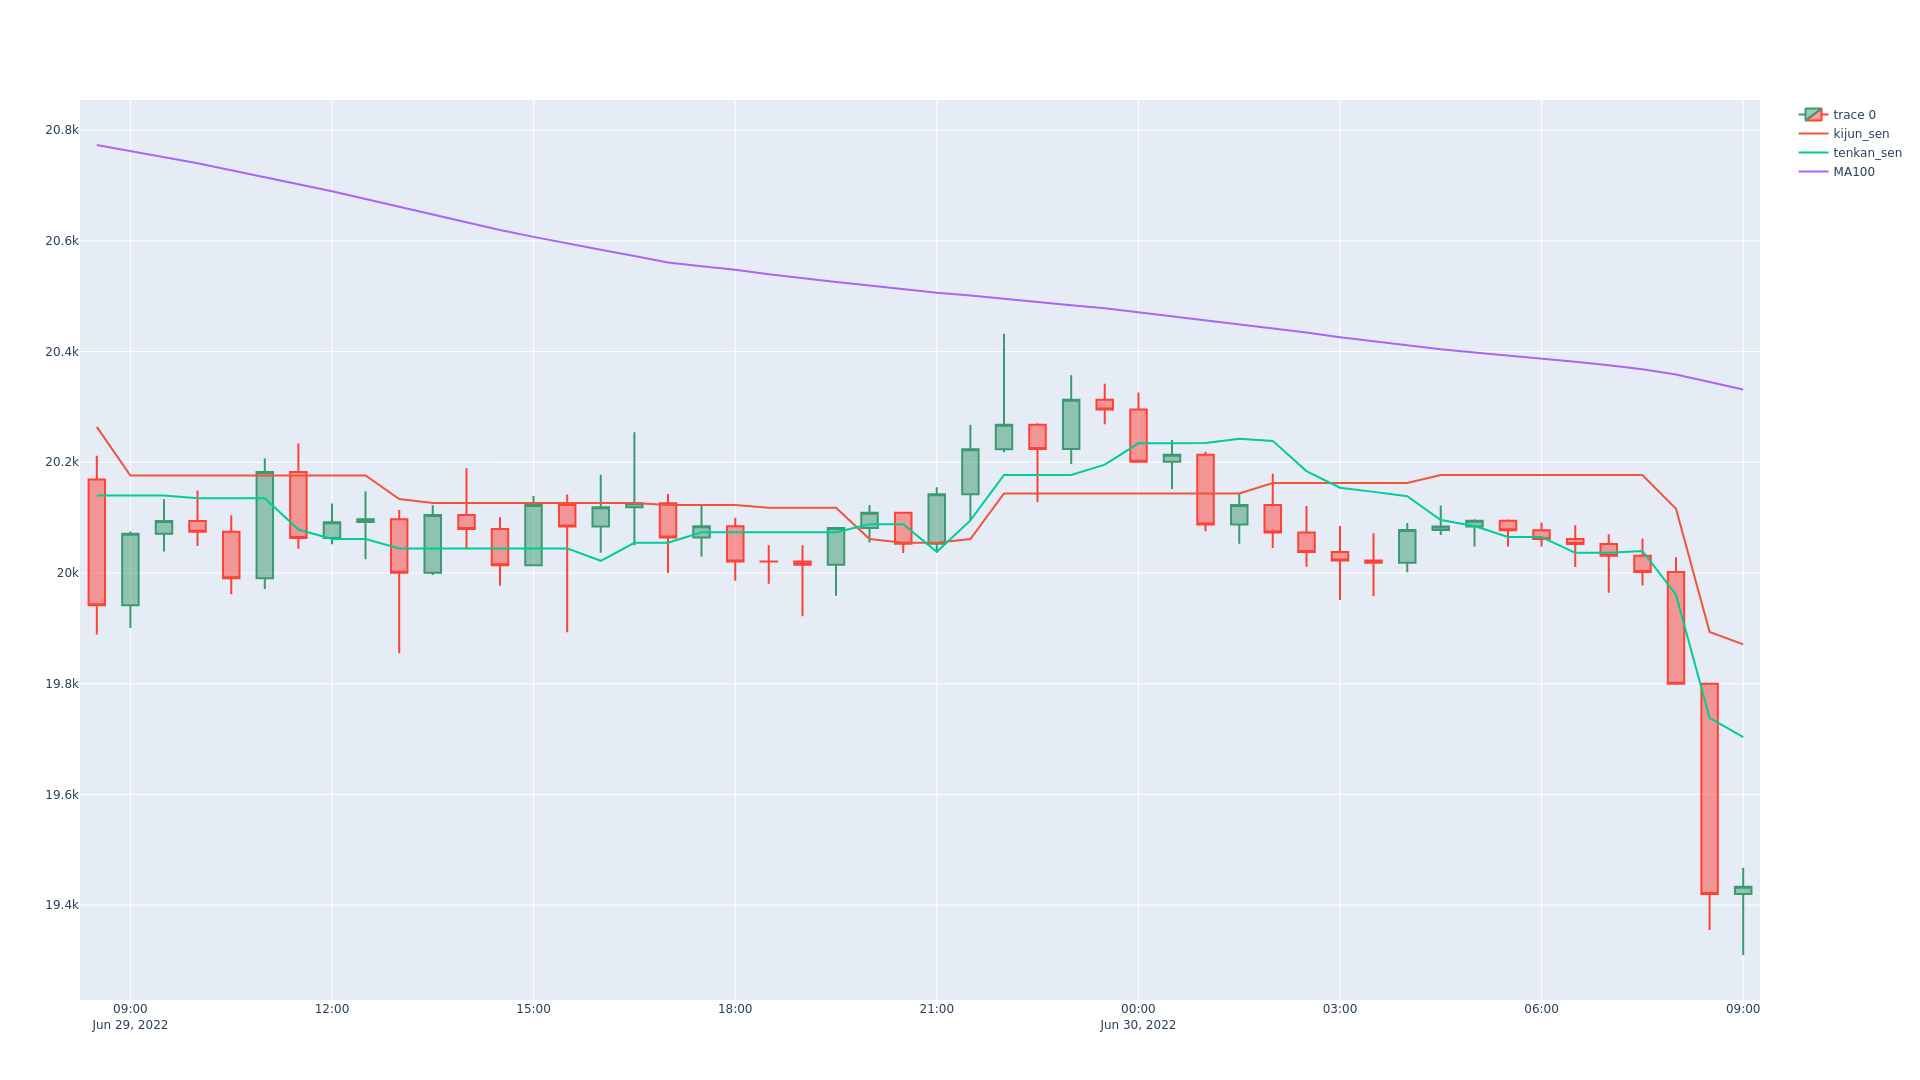 20.8k
20.6k
20.4k
20.2k
20k
19.8k
19.6k
19.4k
09:00
Jun 29, 2022
12:00
15:00
18:00
21:00
00:00
Jun 30, 2022
03:00
06:00
09:00
trace 0
kijun_sen
tenkan_sen
MA100